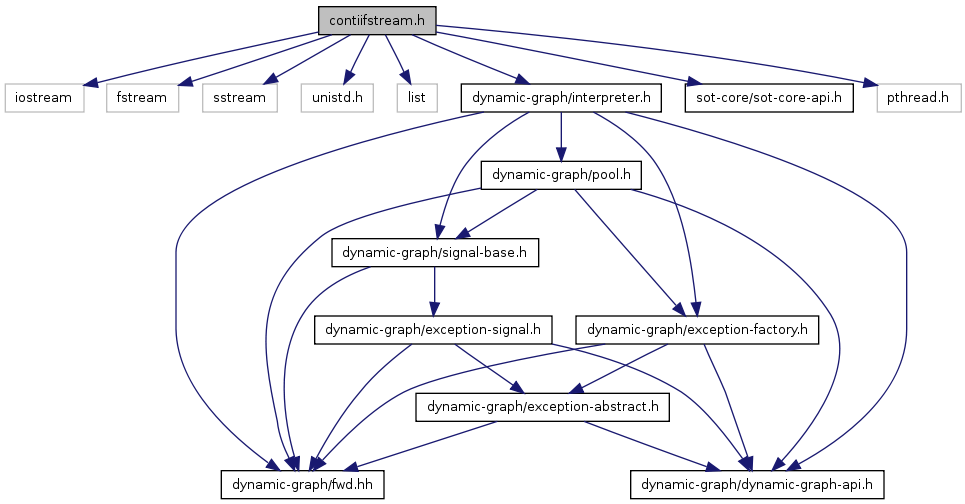 contiifstream.h
iostream
fstream
sstream
unistd.h
list
dynamic-graph/interpreter.h
sot-core/sot-core-api.h
pthread.h
dynamic-graph/pool.h
dynamic-graph/signal-base.h
dynamic-graph/exception-signal.h
dynamic-graph/exception-factory.h
dynamic-graph/exception-abstract.h
dynamic-graph/fwd.hh
dynamic-graph/dynamic-graph-api.h